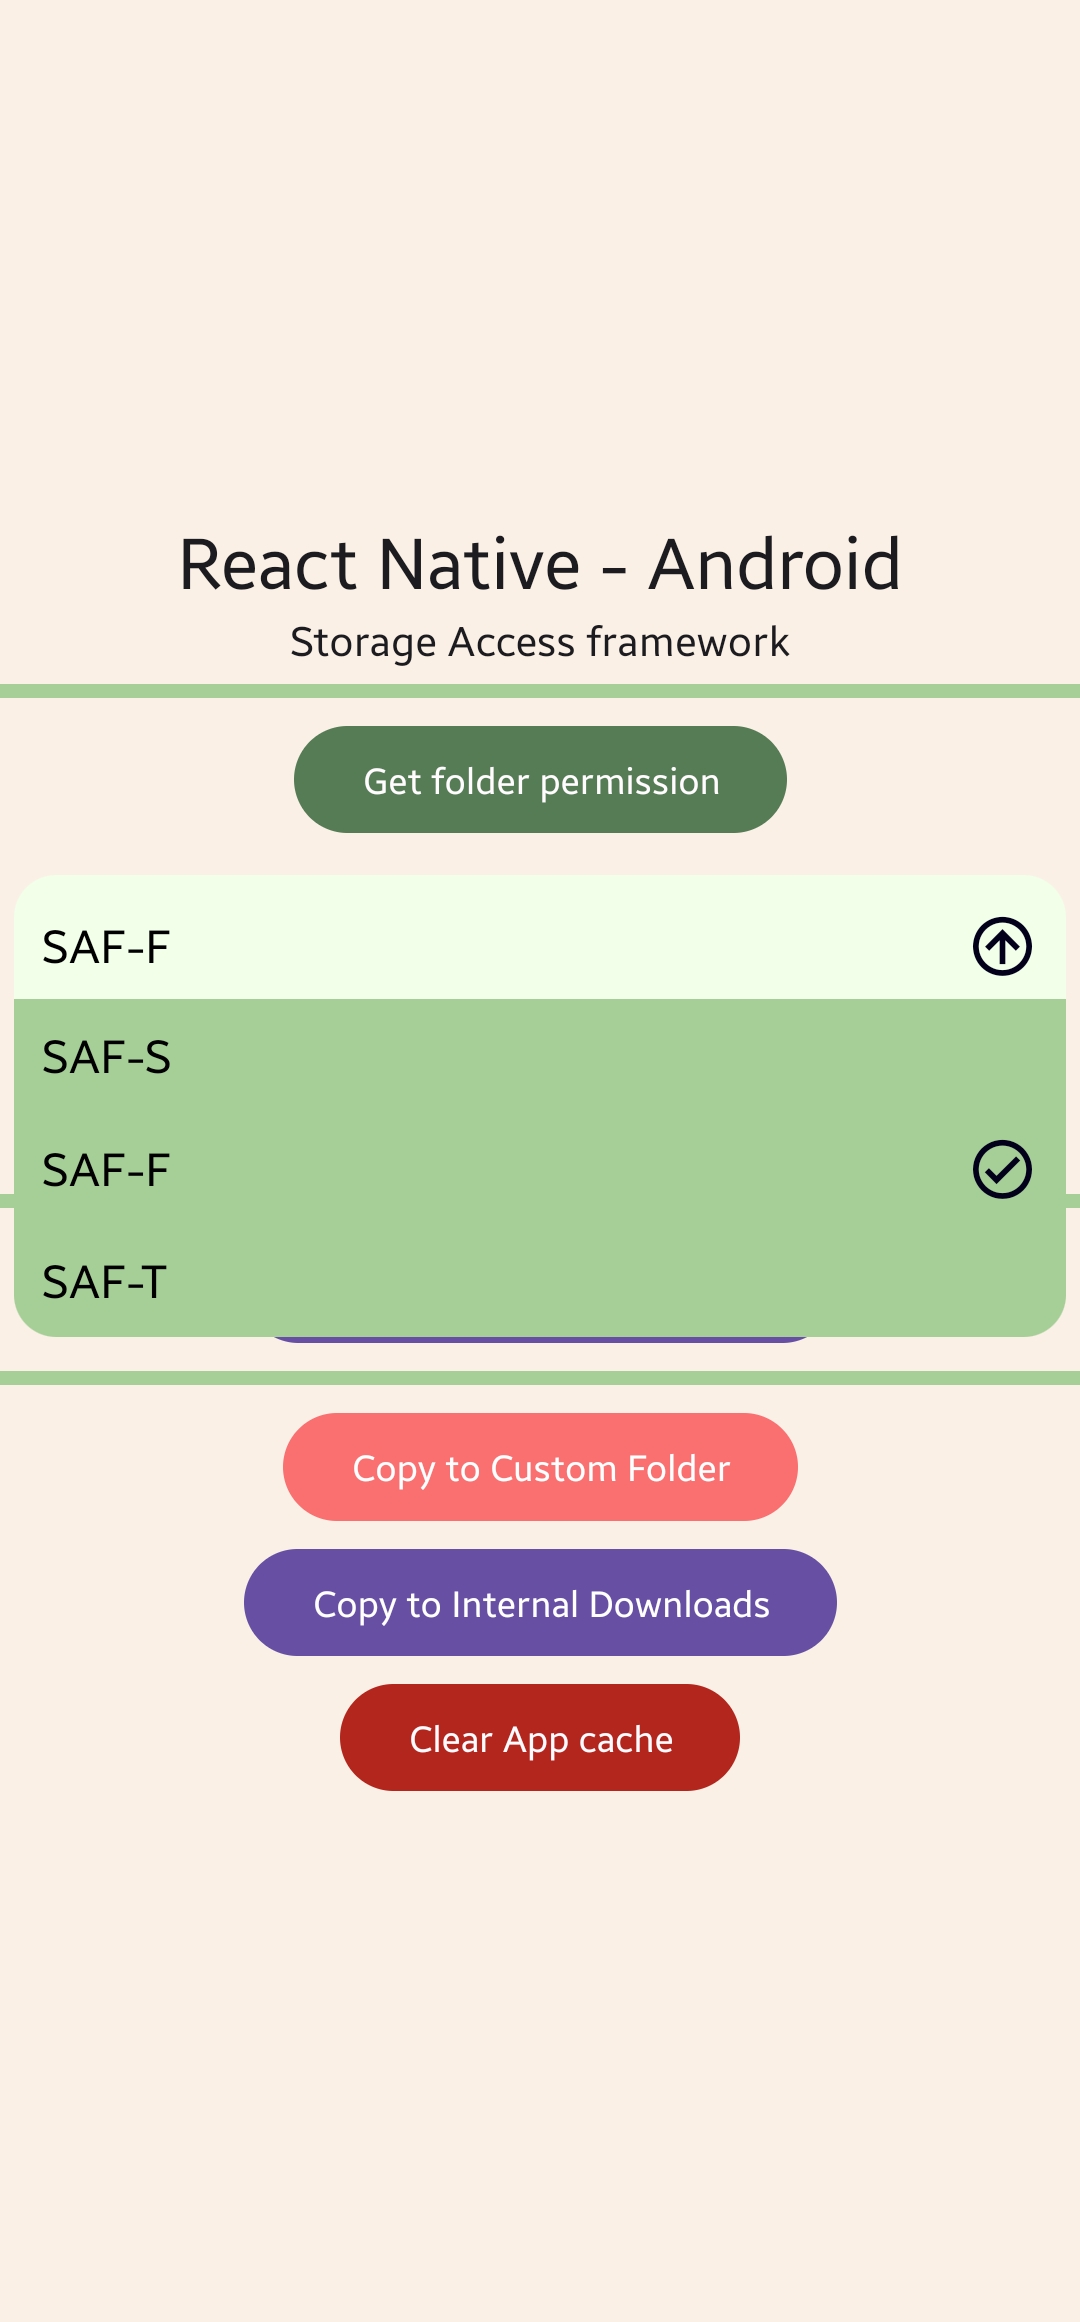 React Native - Android
Storage Access framework
Get folder permission
SAF-F
SAF-S
SAF-F
SAF-T
Copy to Custom Folder
Copy to Internal Downloads
Clear App cache